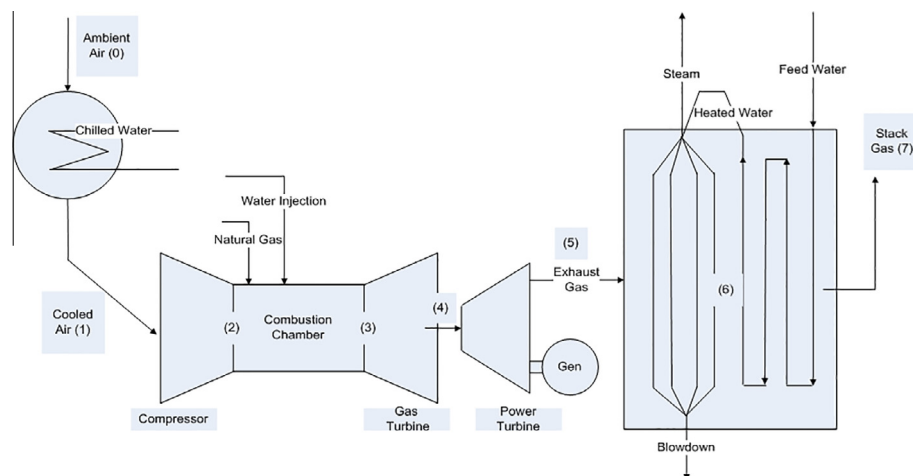 Ambient
Air (0)
Chilled Water
Water Injection
Natural Gas
Cooled
Air (1)
(2)
Combustion
Chamber
(3)
(4)
Compressor
Gas
Turbine
Power
Turbine
Gen
(5)
Exhaust
Gas
Steam
Feed Water
Heated Water
Stack
Gas (7)
(6)
Blowdown